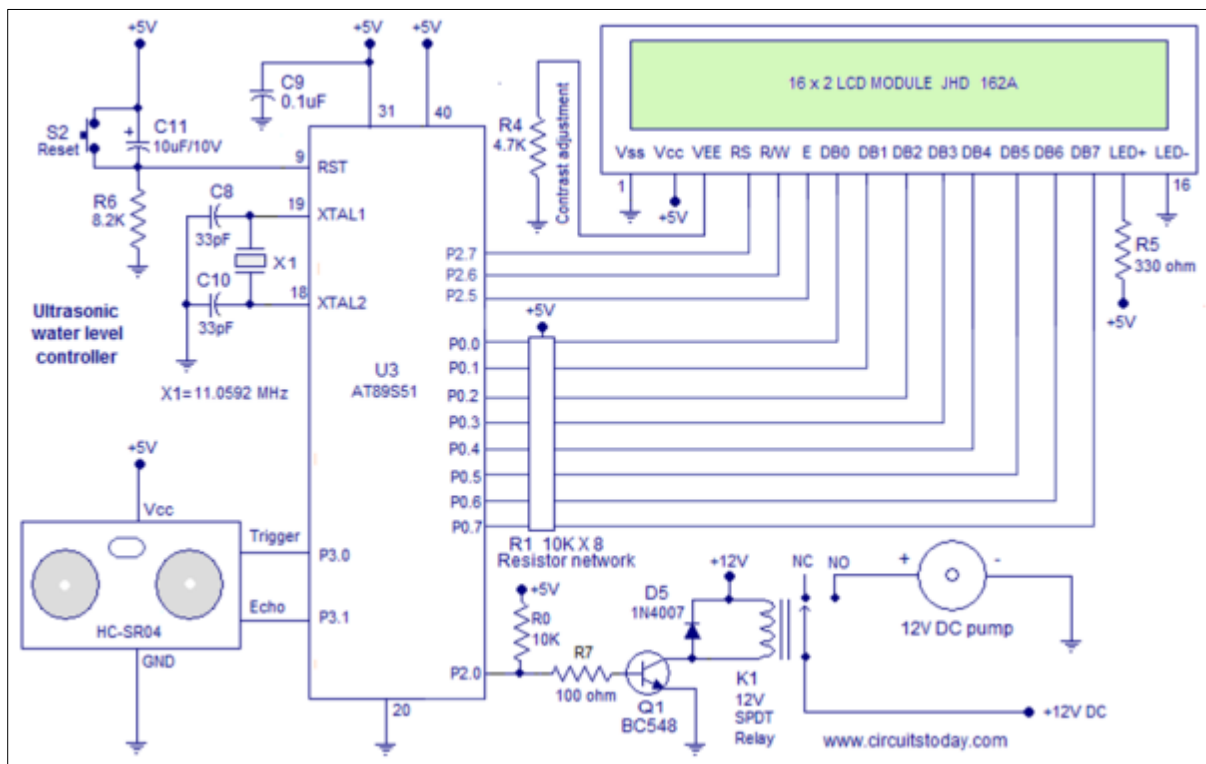 +5V
+5V
+5V
C9
0.1uF
31
40
S2
Reset
+
C11
10uF/10V
9
RST
R6
8.2K
C8
33pF
19
XTAL1
X1
C10
33pF
18
XTAL2
Ultrasonic
water level
controller
X1=11.0592 MHz
U3
AT89S51
R4
4.7K
Contrast adjustment
16 x 2 LCD MODULE JHD 162A
Vss Vcc VEE RS R/W E DB0 DB1 DB2 DB3 DB4 DB5 DB6 DB7 LED+ LED-
1
16
+5V
R5
330 ohm
+5V
P2.7
P2.6
P2.5
+5V
P0.0
P0.1
P0.2
P0.3
P0.4
P0.5
P0.6
P0.7
R1 10K X 8
Resistor network
+5V
Vcc
Trigger
P3.0
Echo
P3.1
HC-SR04
GND
20
P2.0
+5V
R0
10K
R7
100 ohm
Q1
BC548
D5
1N4007
+12V
K1
12V
SPDT
Relay
NC
NO
+
-
12V DC pump
+12V DC
www.circuitstoday.com